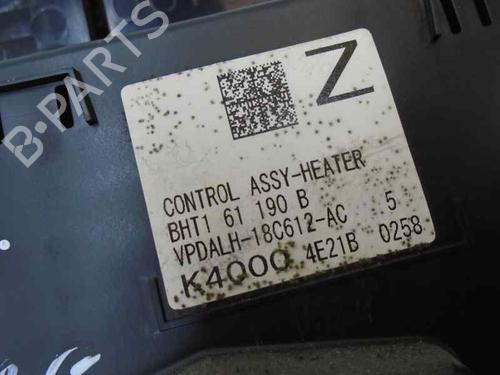 B-PARTS
Z
CONTROL ASSY-HEATER
BHT1 61 190 B
VPDALH-18C612-AC 5
K4000 4E21B 0258